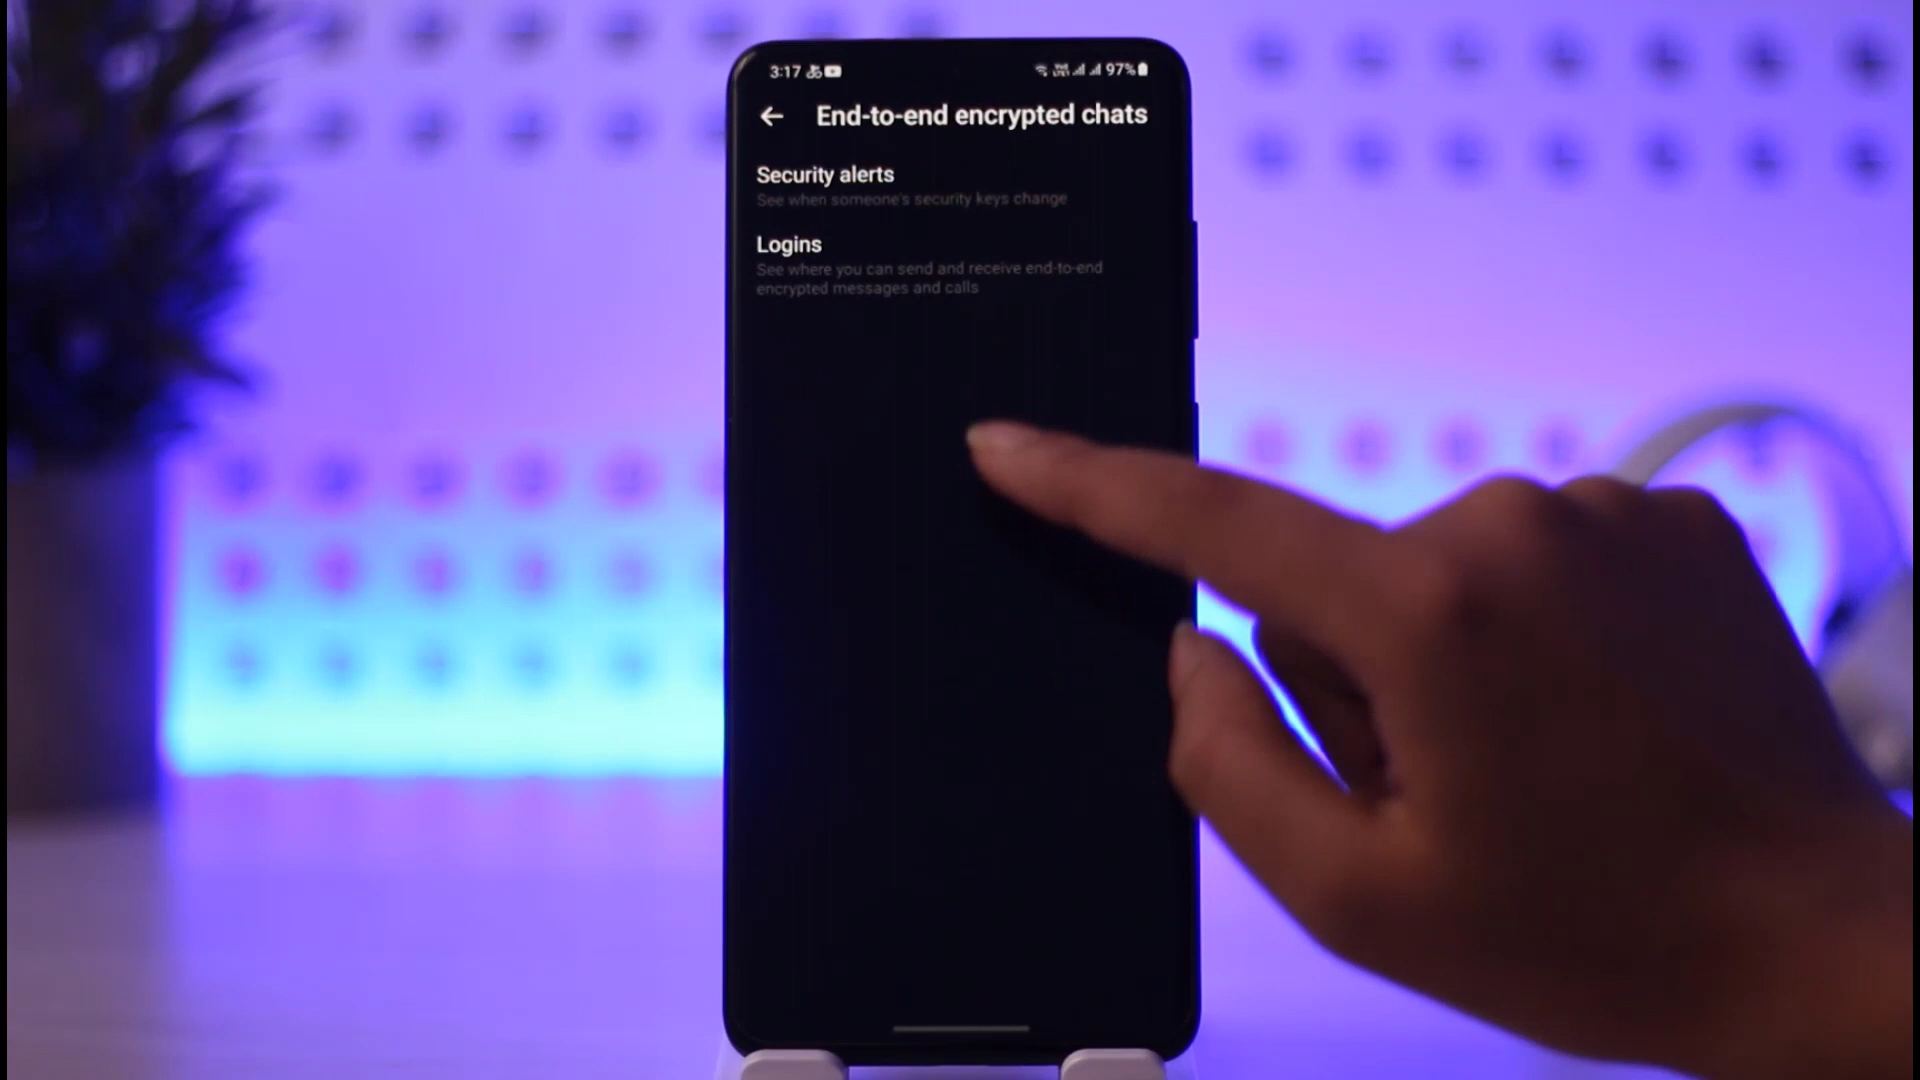 3:17
97%
End-to-end encrypted chats
Security alerts
See when someone's security keys change
Logins
See where you can send and receive end-to-end
encrypted messages and calls